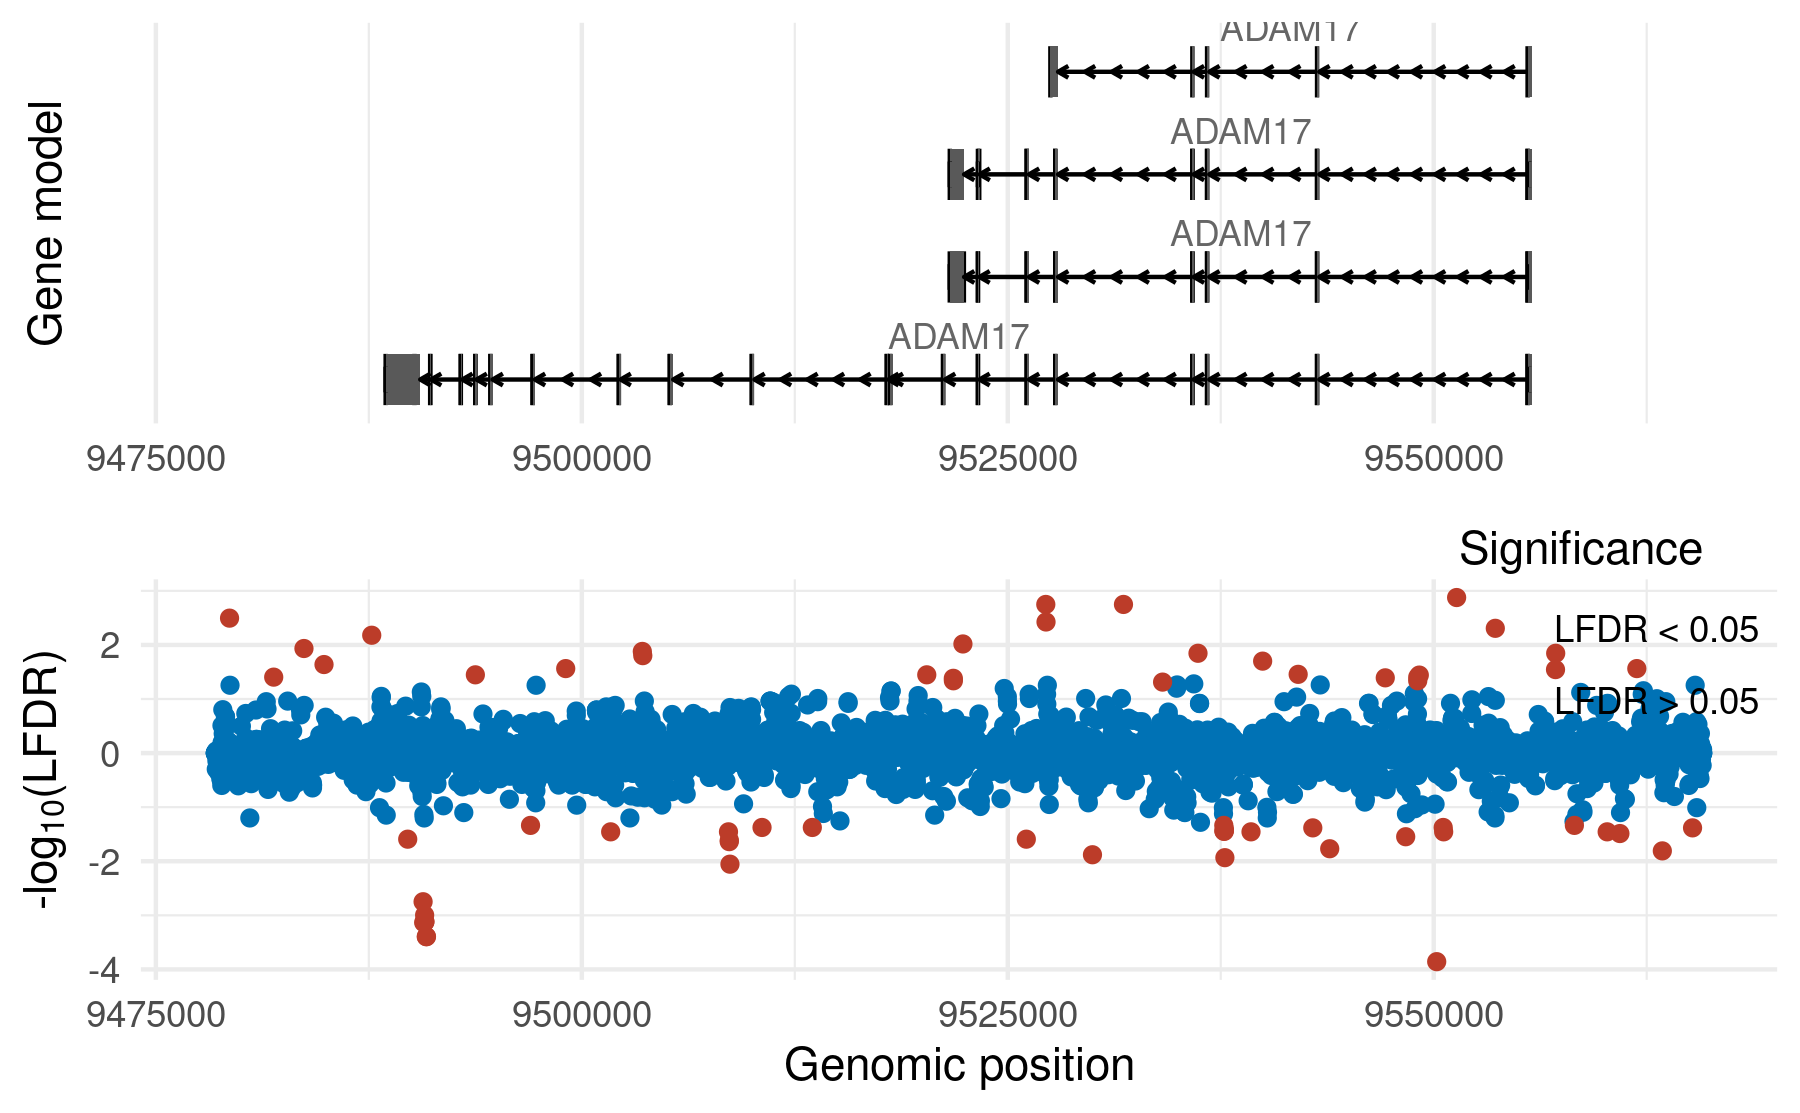 ADAM17
ADAM17
ADAM17
ADAM17
Gene model
9475000 9500000 9525000 9550000
Significance
LFDR < 0.05
LFDR > 0.05
2
0
-2
-4
-log10(LFDR)
9475000 9500000 9525000 9550000
Genomic position